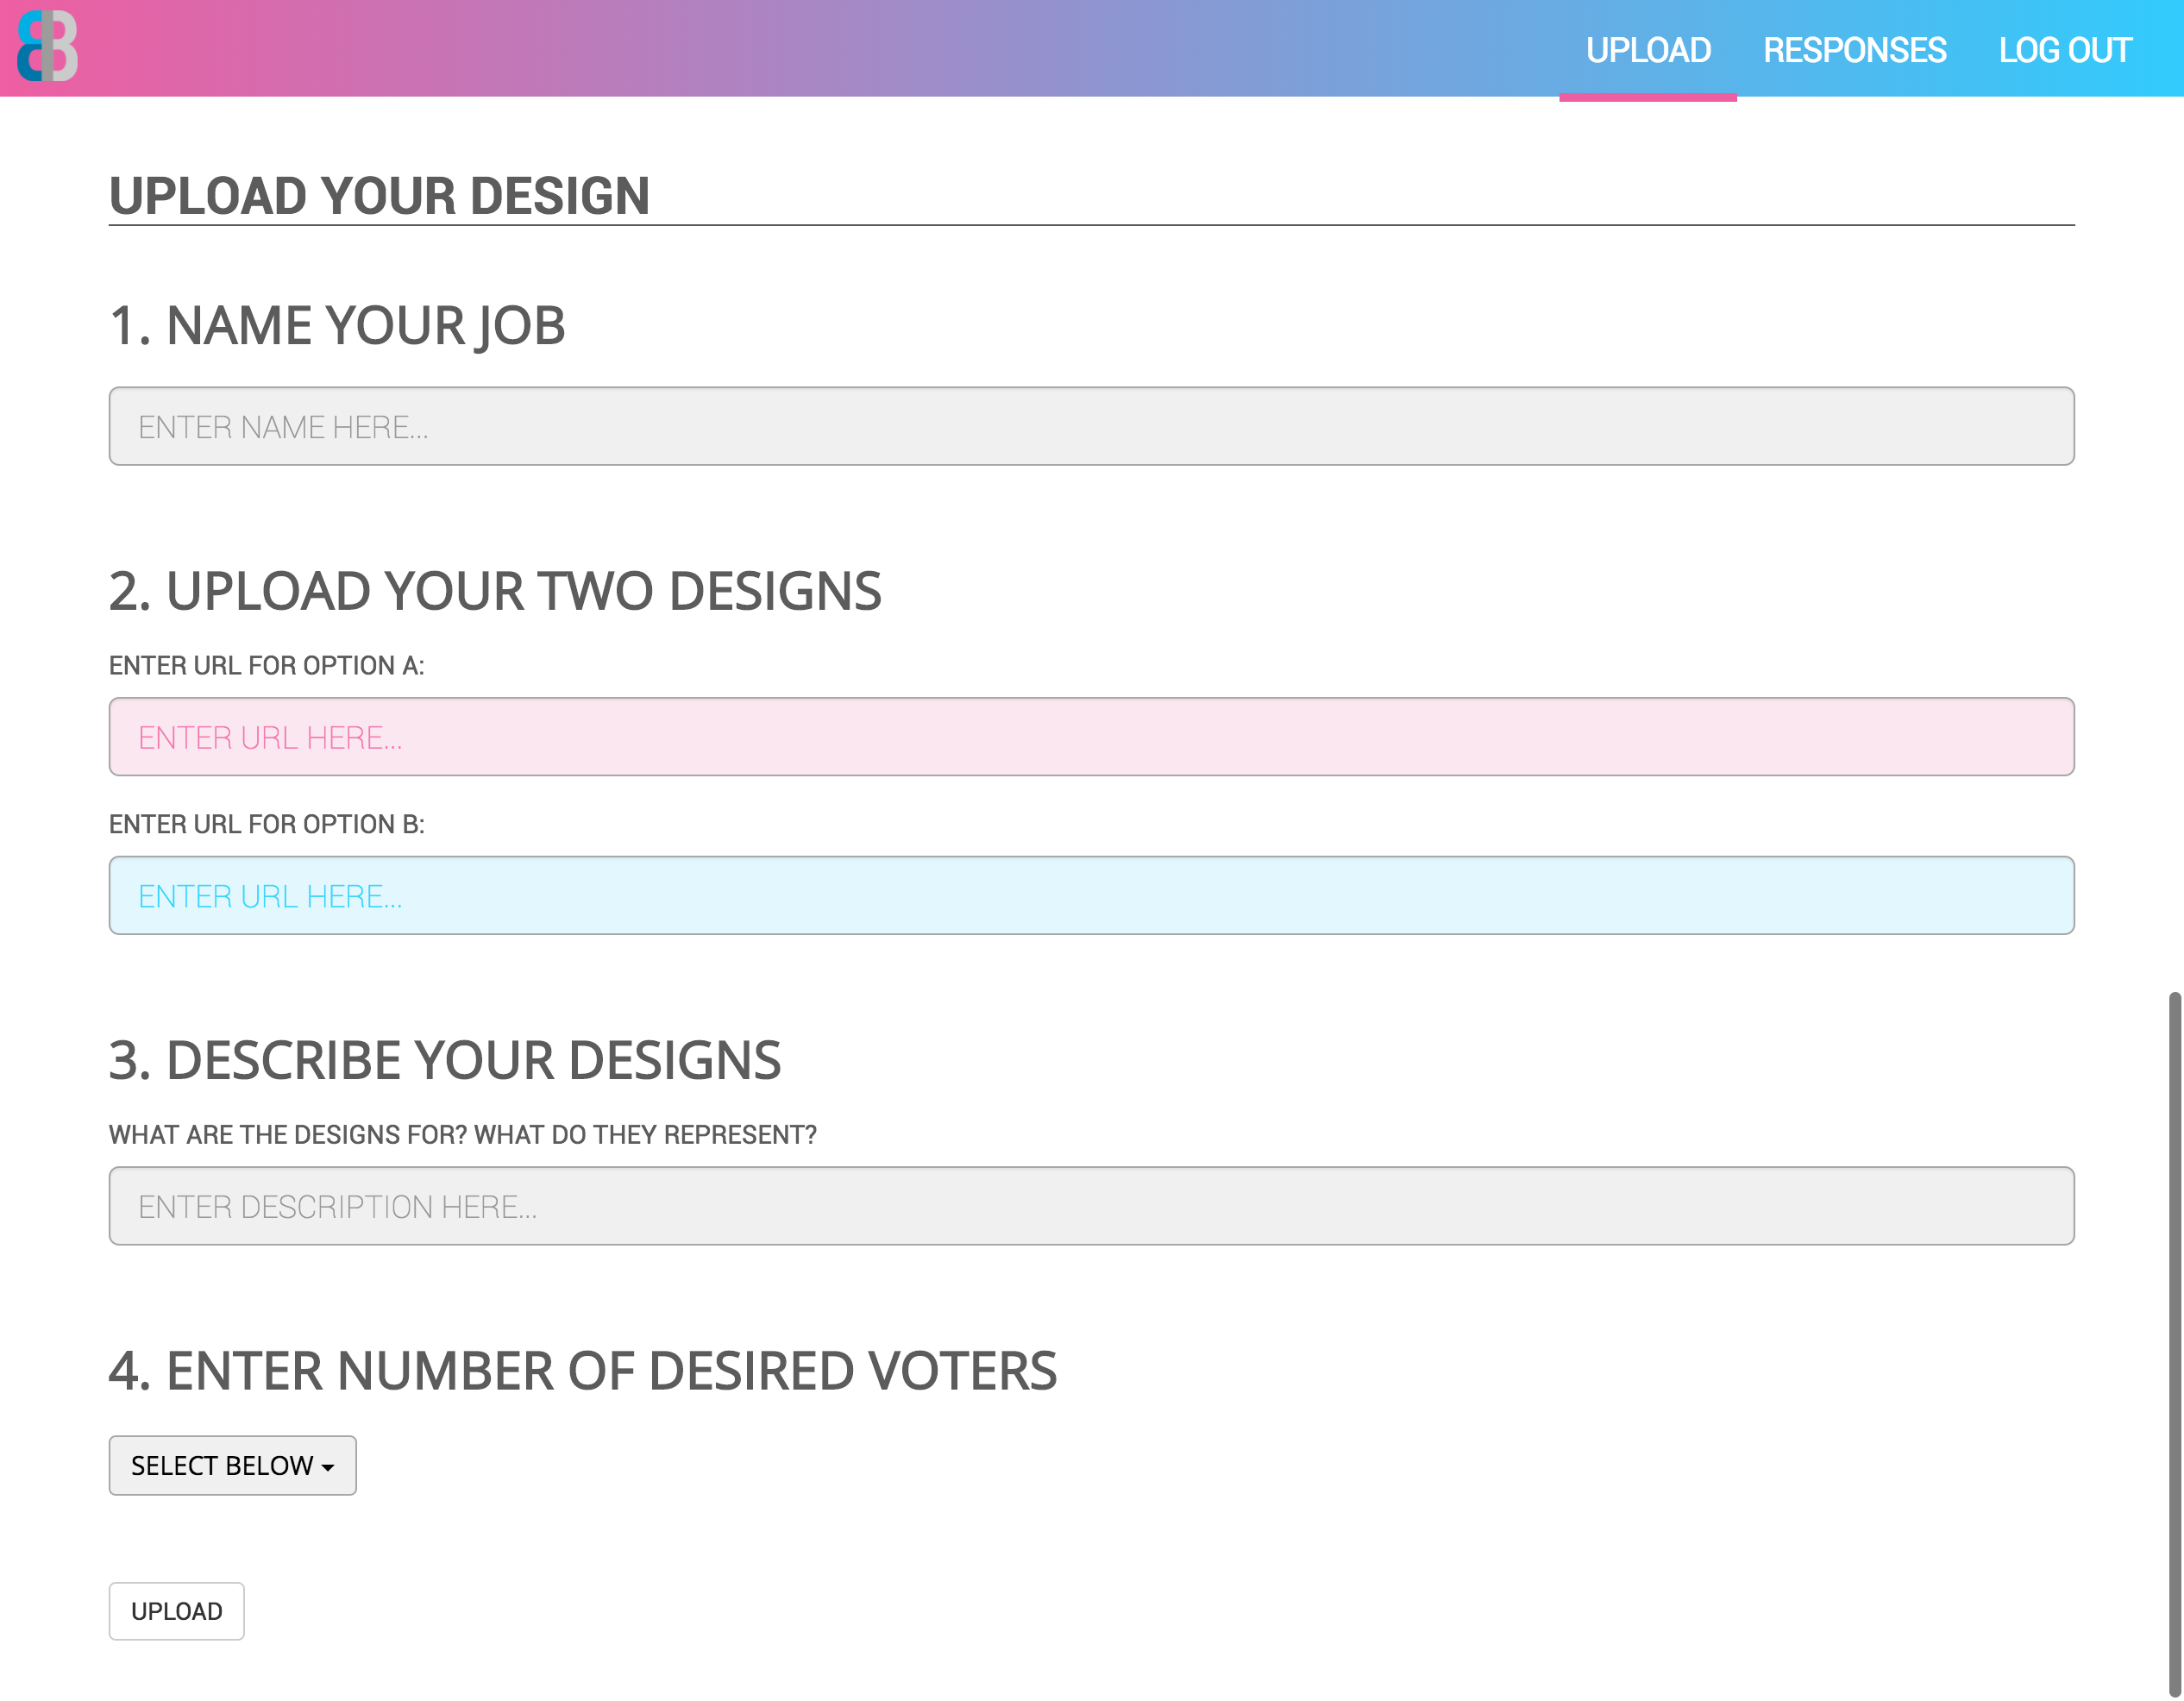 UPLOAD
RESPONSES
LOG OUT
UPLOAD YOUR DESIGN
1. NAME YOUR JOB
ENTER NAME HERE...
2. UPLOAD YOUR TWO DESIGNS
ENTER URL FOR OPTION A:
ENTER URL HERE...
ENTER URL FOR OPTION B:
ENTER URL HERE...
3. DESCRIBE YOUR DESIGNS
WHAT ARE THE DESIGNS FOR? WHAT DO THEY REPRESENT?
ENTER DESCRIPTION HERE...
4. ENTER NUMBER OF DESIRED VOTERS
SELECT BELOW
UPLOAD